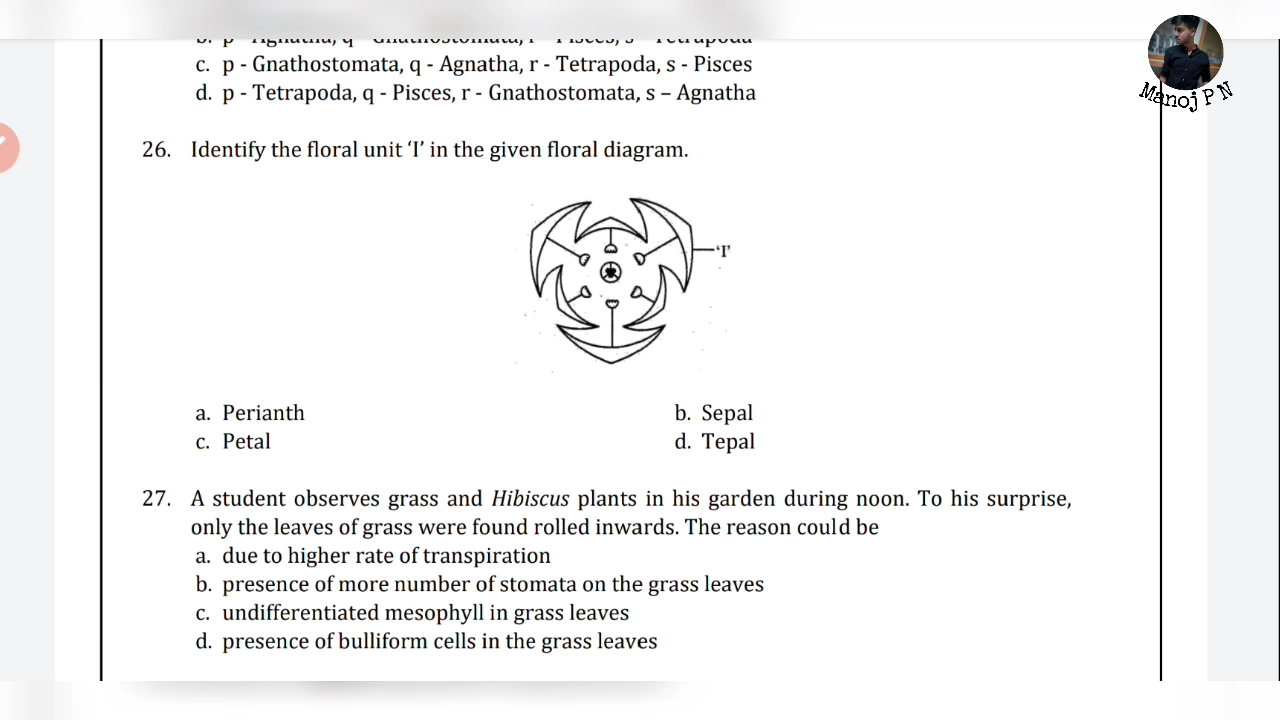 b. p - Agnatha, q - Gnathostomata, r - Pisces, s - Tetrapoda
c. p - Gnathostomata, q - Agnatha, r - Tetrapoda, s - Pisces
d. p - Tetrapoda, q - Pisces, r - Gnathostomata, s – Agnatha
Manoj P N
26. Identify the floral unit ‘I’ in the given floral diagram.
‘I’
a. Perianth b. Sepal
c. Petal d. Tepal
27. A student observes grass and Hibiscus plants in his garden during noon. To his surprise,
only the leaves of grass were found rolled inwards. The reason could be
a. due to higher rate of transpiration
b. presence of more number of stomata on the grass leaves
c. undifferentiated mesophyll in grass leaves
d. presence of bulliform cells in the grass leaves